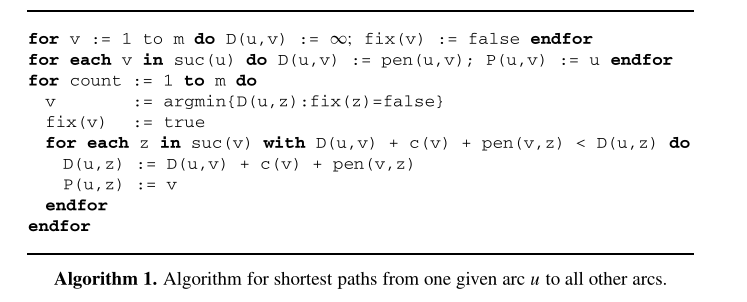 for v := 1 to m do D(u,v) := ∞; fix(v) := false endfor
for each v in suc(u) do D(u,v) := pen(u,v); P(u,v) := u endfor
for count := 1 to m do
v := argmin{D(u,z):fix(z)=false}
fix(v) := true
for each z in suc(v) with D(u,v) + c(v) + pen(v,z) < D(u,z) do
D(u,z) := D(u,v) + c(v) + pen(v,z)
P(u,z) := v
endfor
endfor
Algorithm 1. Algorithm for shortest paths from one given arc u to all other arcs.